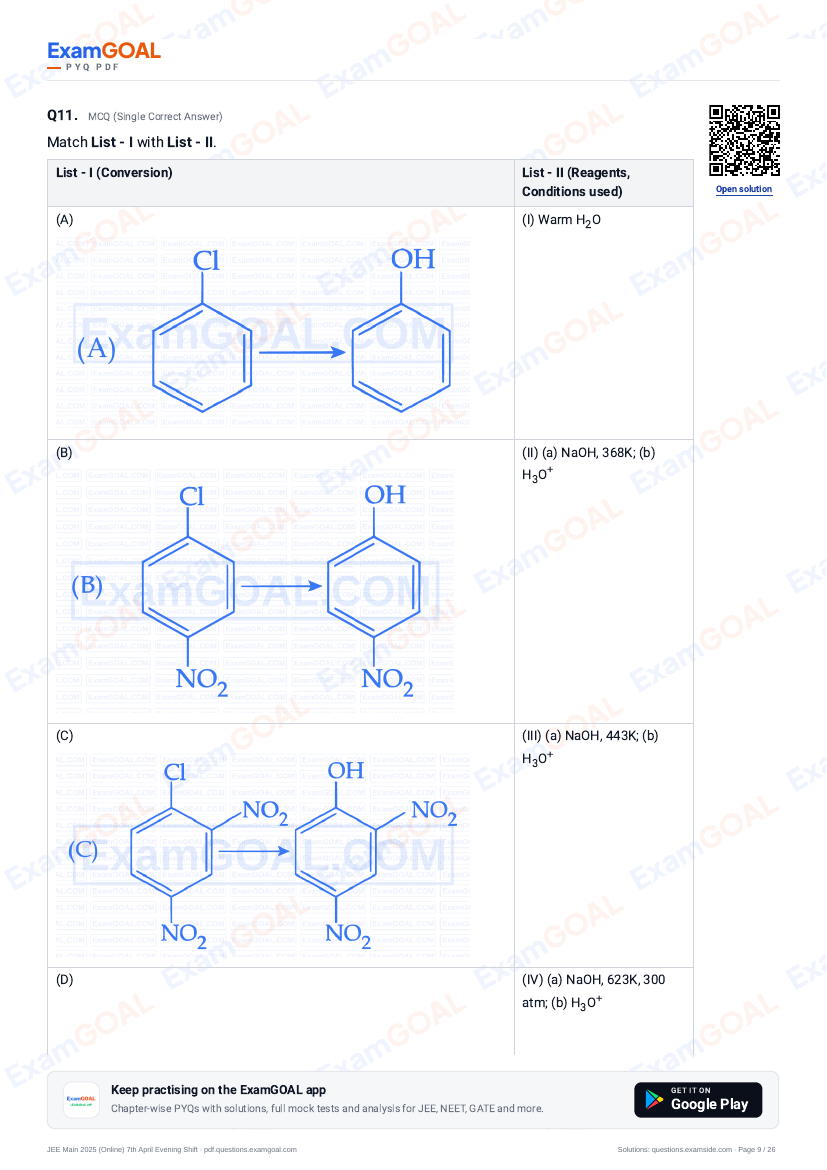 ExamGOAL
PYQ PDF
Q11. MCQ (Single Correct Answer)
Match List - I with List - II.
Open solution
List - I (Conversion)
List - II (Reagents,
Conditions used)
(A)
(I) Warm H2O
Cl
OH
(A)
(B)
(II) (a) NaOH, 368K; (b)
H3O+
Cl
OH
(B)
NO2
NO2
(C)
(III) (a) NaOH, 443K; (b)
H3O+
Cl
OH
NO2
NO2
(C)
NO2
NO2
(D)
(IV) (a) NaOH, 623K, 300
atm; (b) H3O+
Keep practising on the ExamGOAL app
Chapter-wise PYQs with solutions, full mock tests and analysis for JEE, NEET, GATE and more.
GET IT ON
Google Play
JEE Main 2025 (Online) 7th April Evening Shift · pdf.questions.examgoal.com
Solutions: questions.examside.com · Page 9 / 26